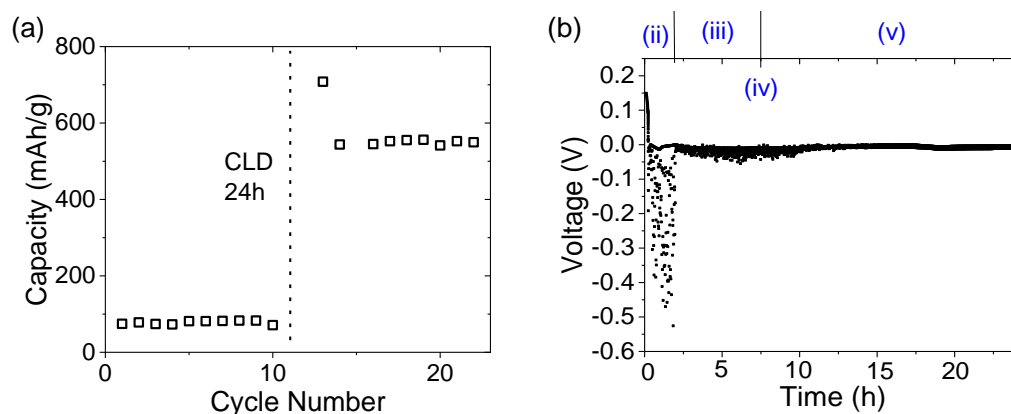 (a)
800
600
400
200
0
Capacity (mAh/g)
CLD
24h
0 10 20
Cycle Number
(b)
(ii) (iii) (v)
(iv)
0.2
0.1
0.0
-0.1
-0.2
-0.3
-0.4
-0.5
-0.6
Voltage (V)
0 5 10 15 20
Time (h)